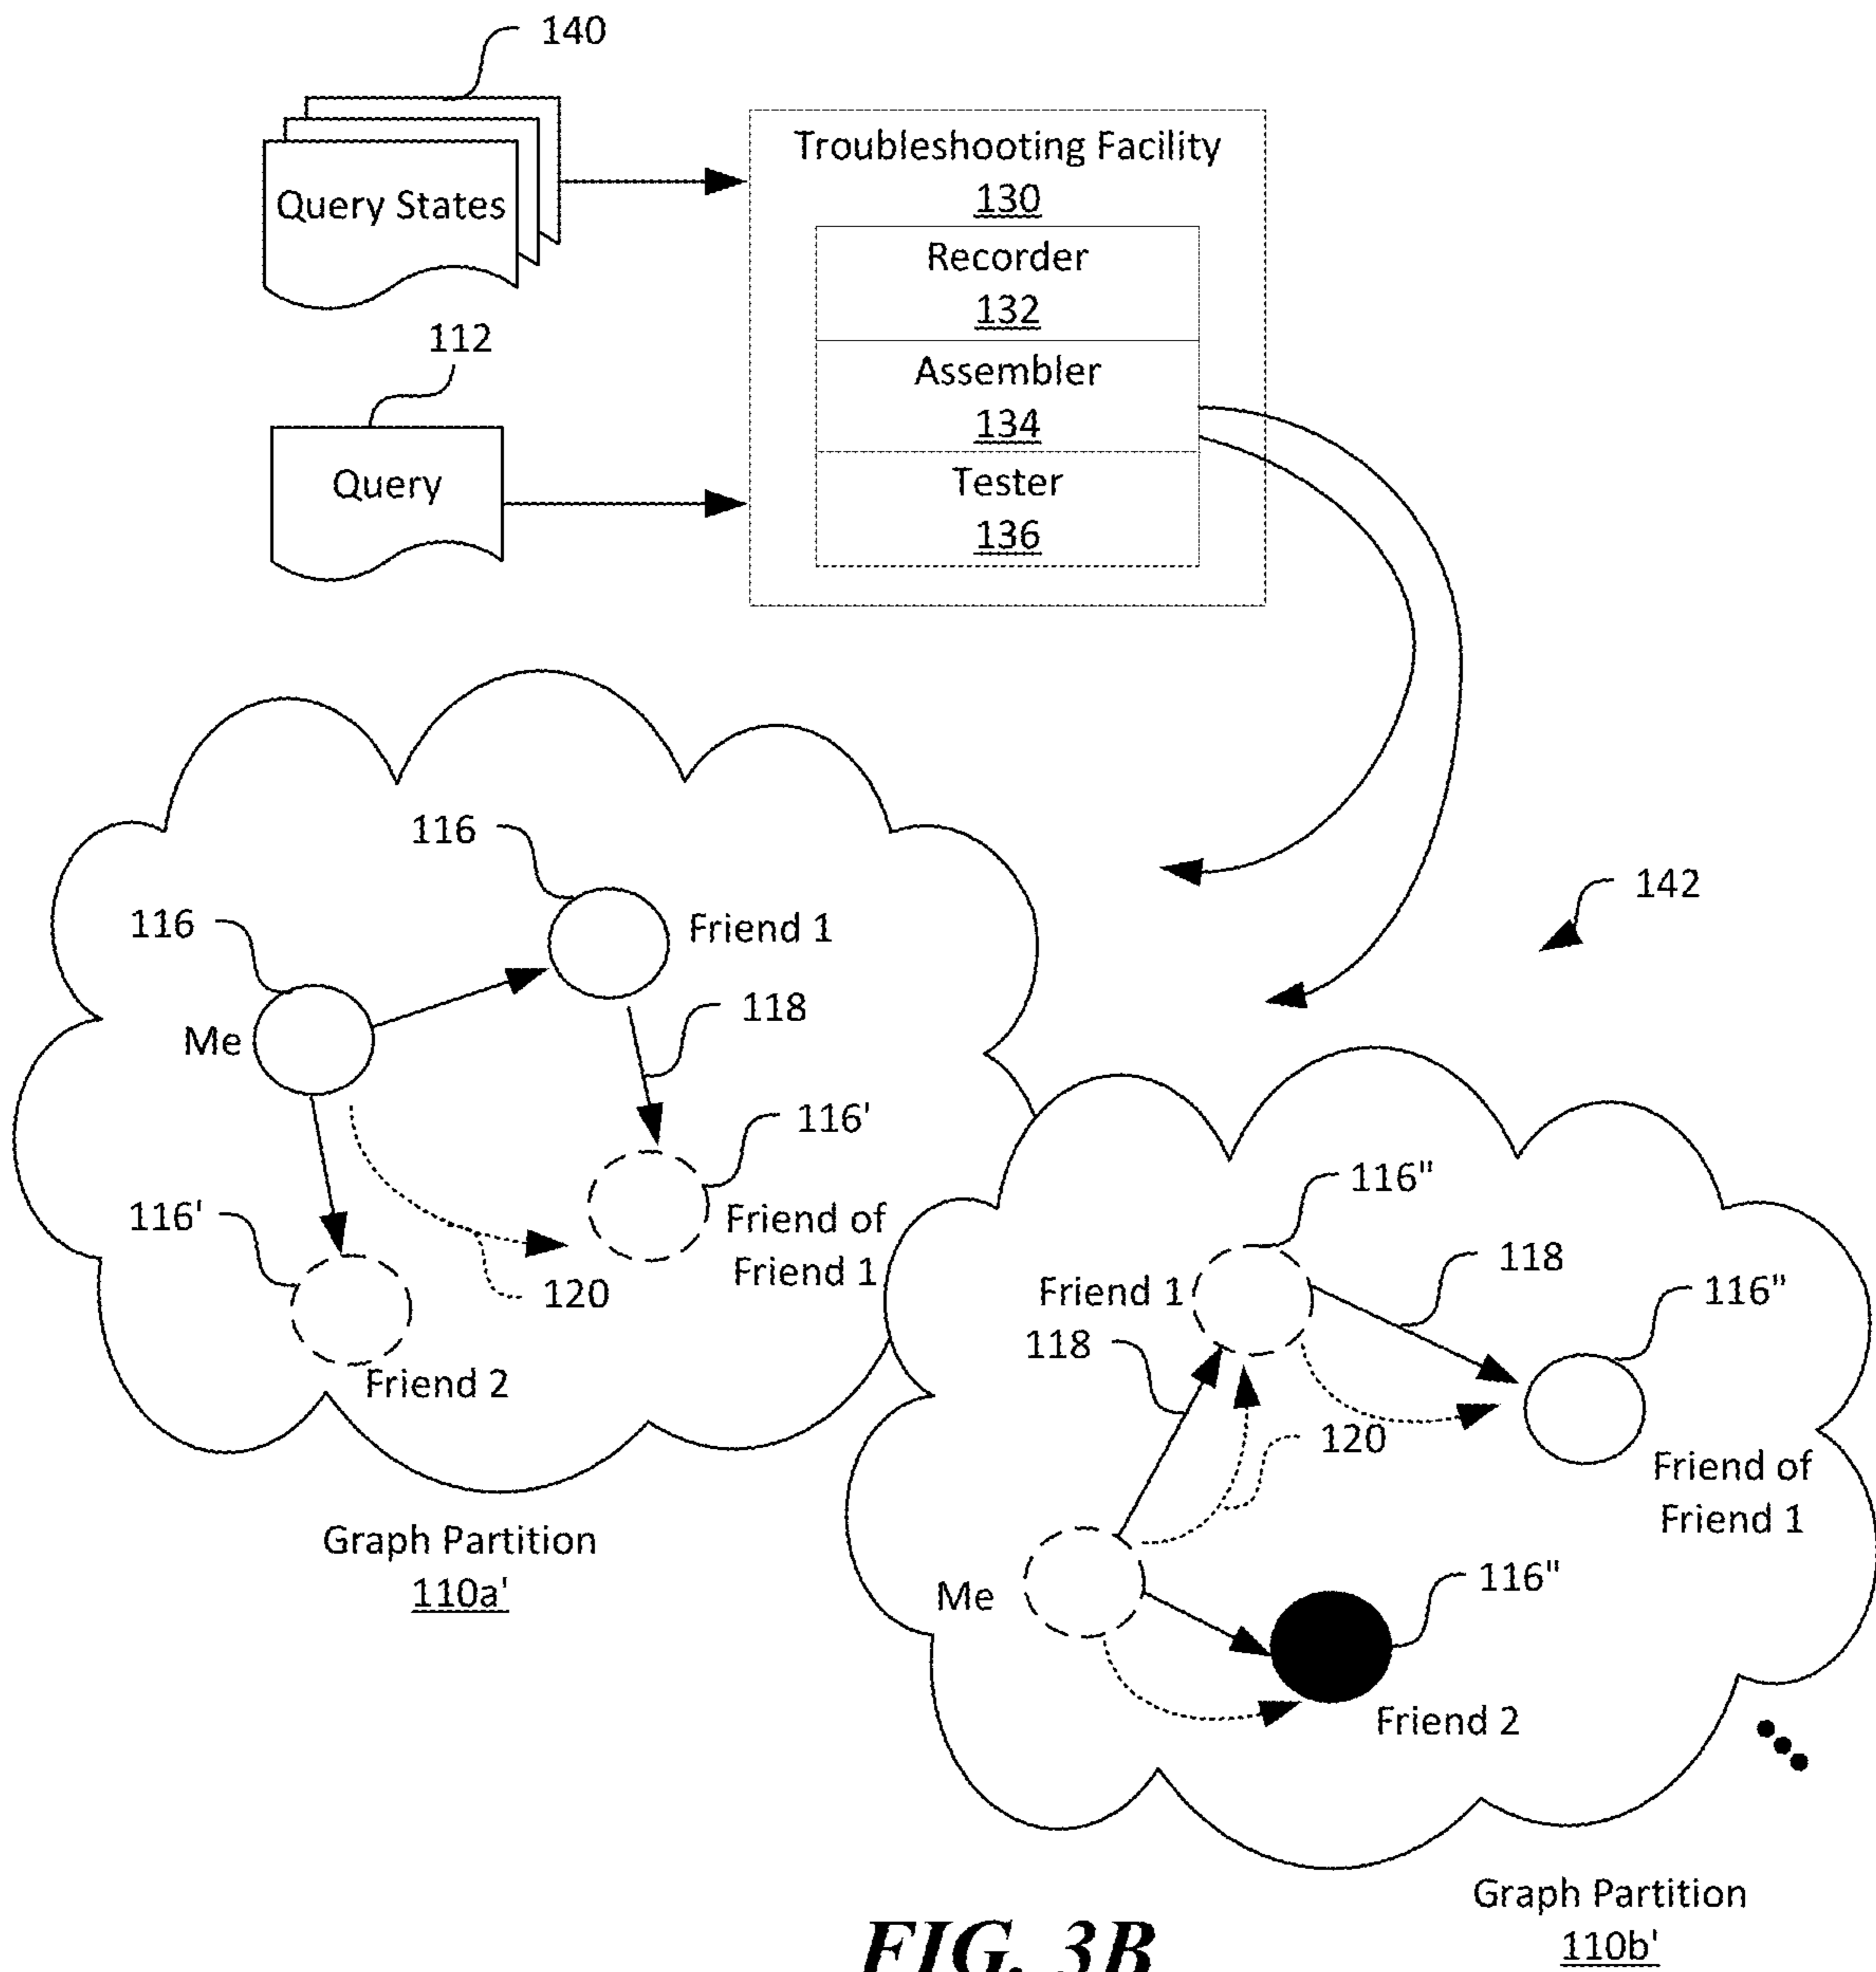 140
Query States
Troubleshooting Facility
130
Recorder
132
Assembler
134
Tester
136
112
Query
116
Friend 1
116
Me
118
116'
Friend of
Friend 1
116'
120
Friend 2
Graph Partition
110a'
142
116"
Friend 1
118
118
116"
120
Friend of
Friend 1
Me
116"
Friend 2
Graph Partition
110b'
FIG. 3B